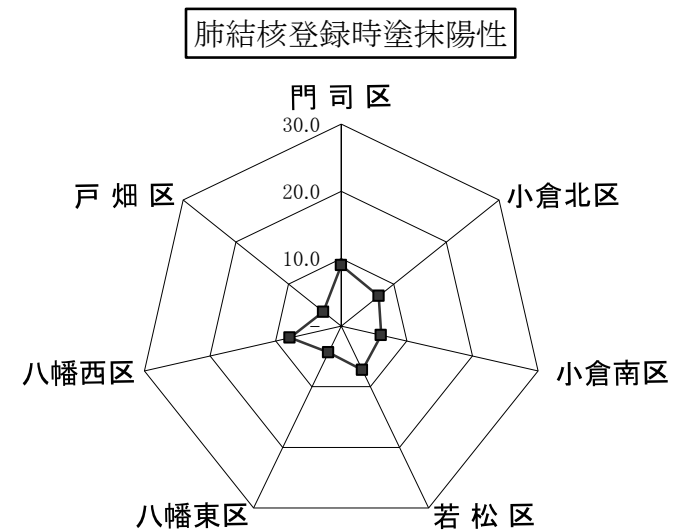 肺結核登録時塗抹陽性
門 司 区
30.0
戸 畑 区
20.0
小倉北区
10.0
–
八幡西区
小倉南区
八幡東区
若 松 区